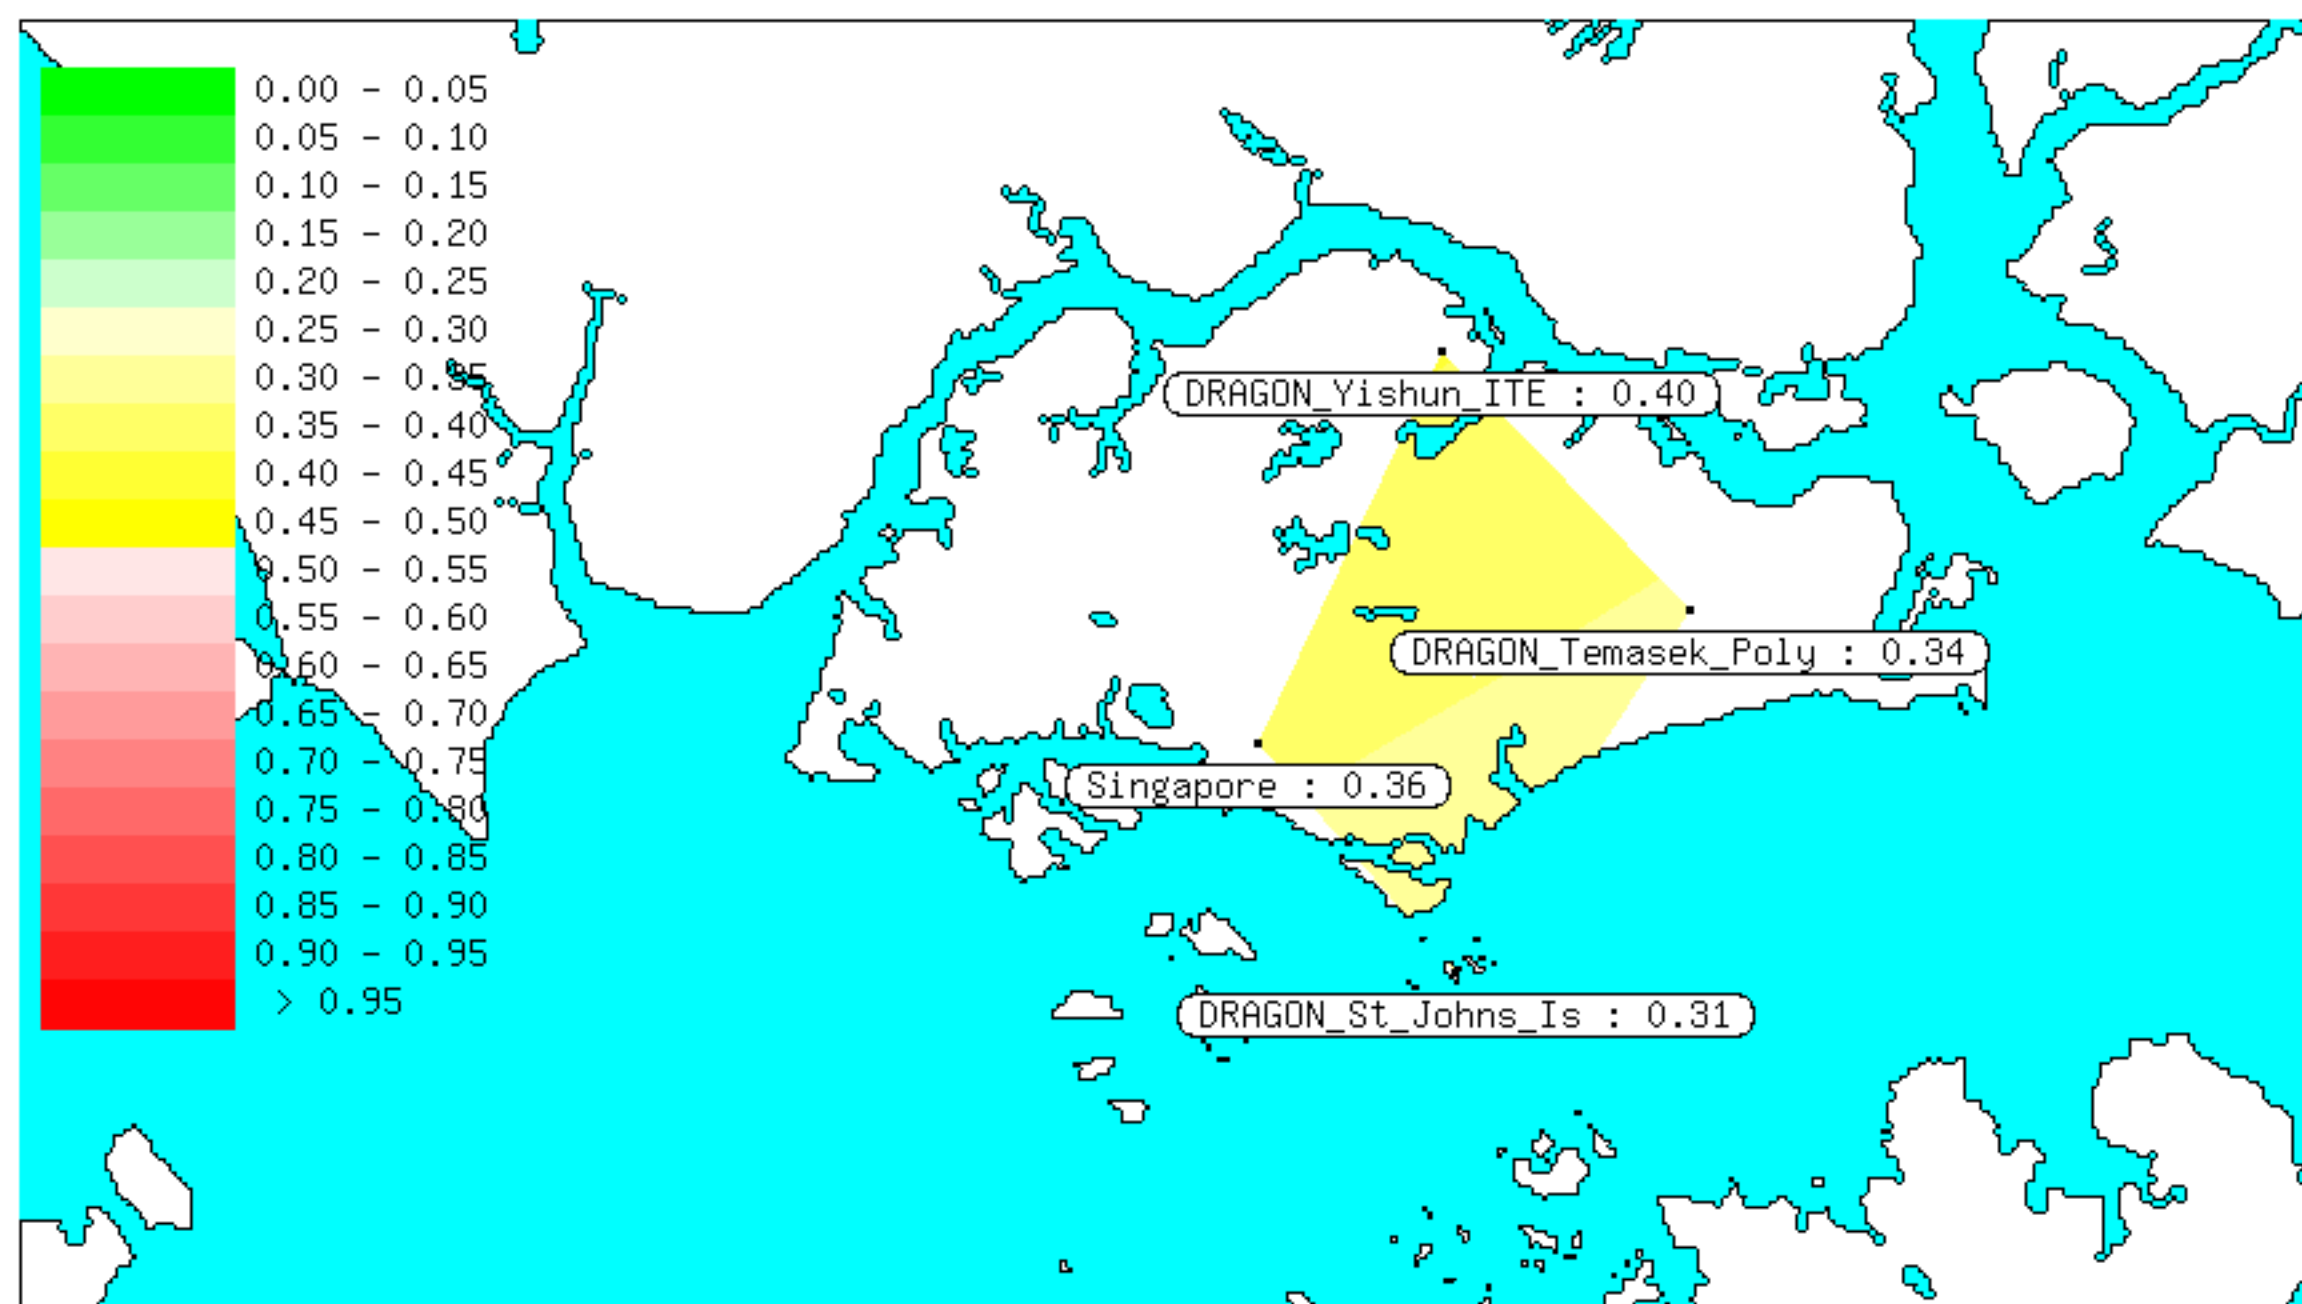 0.00 - 0.05
0.05 - 0.10
0.10 - 0.15
0.15 - 0.20
0.20 - 0.25
0.25 - 0.30
0.30 - 0.35
0.35 - 0.40
0.40 - 0.45
0.45 - 0.50
0.50 - 0.55
0.55 - 0.60
0.60 - 0.65
0.65 - 0.70
0.70 - 0.75
0.75 - 0.80
0.80 - 0.85
0.85 - 0.90
0.90 - 0.95
> 0.95
DRAGON_Yishun_ITE : 0.40
DRAGON_Temasek_Poly : 0.34
Singapore : 0.36
DRAGON_St_Johns_Is : 0.31